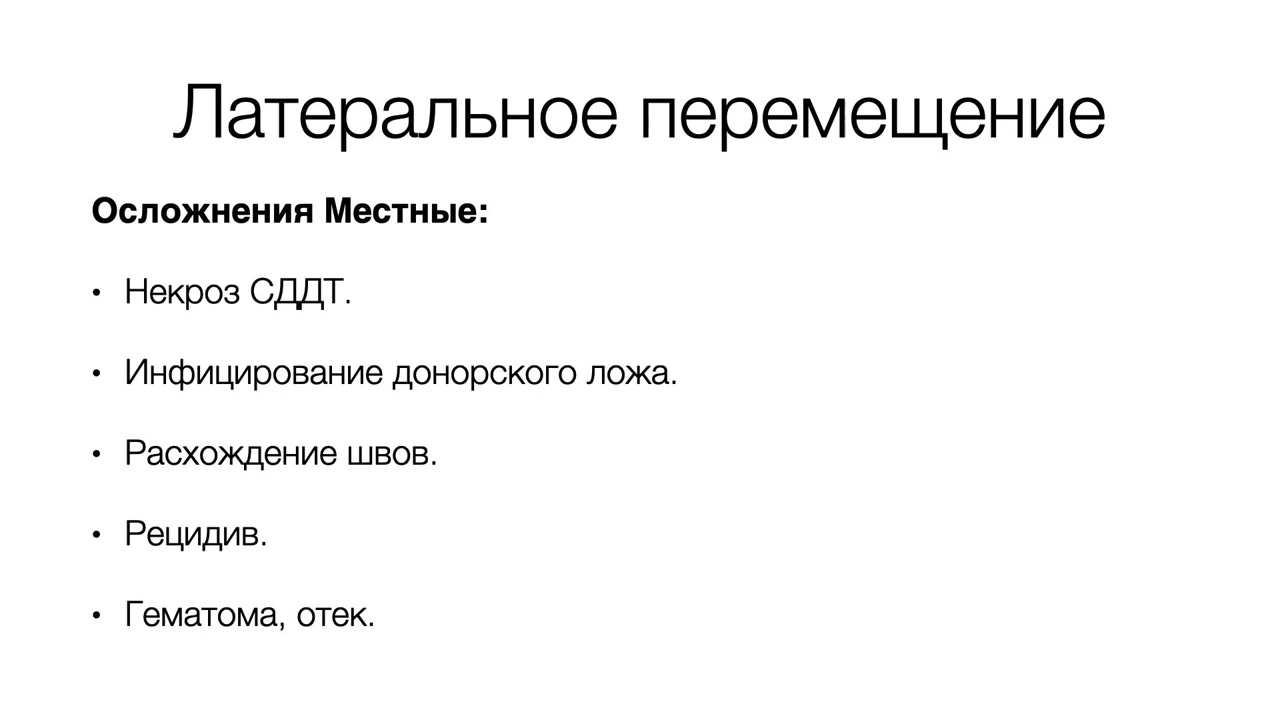 Латеральное перемещение
Осложнения Местные:
• Некроз СДДТ.
• Инфицирование донорского ложа.
• Расхождение швов.
• Рецидив.
• Гематома, отек.